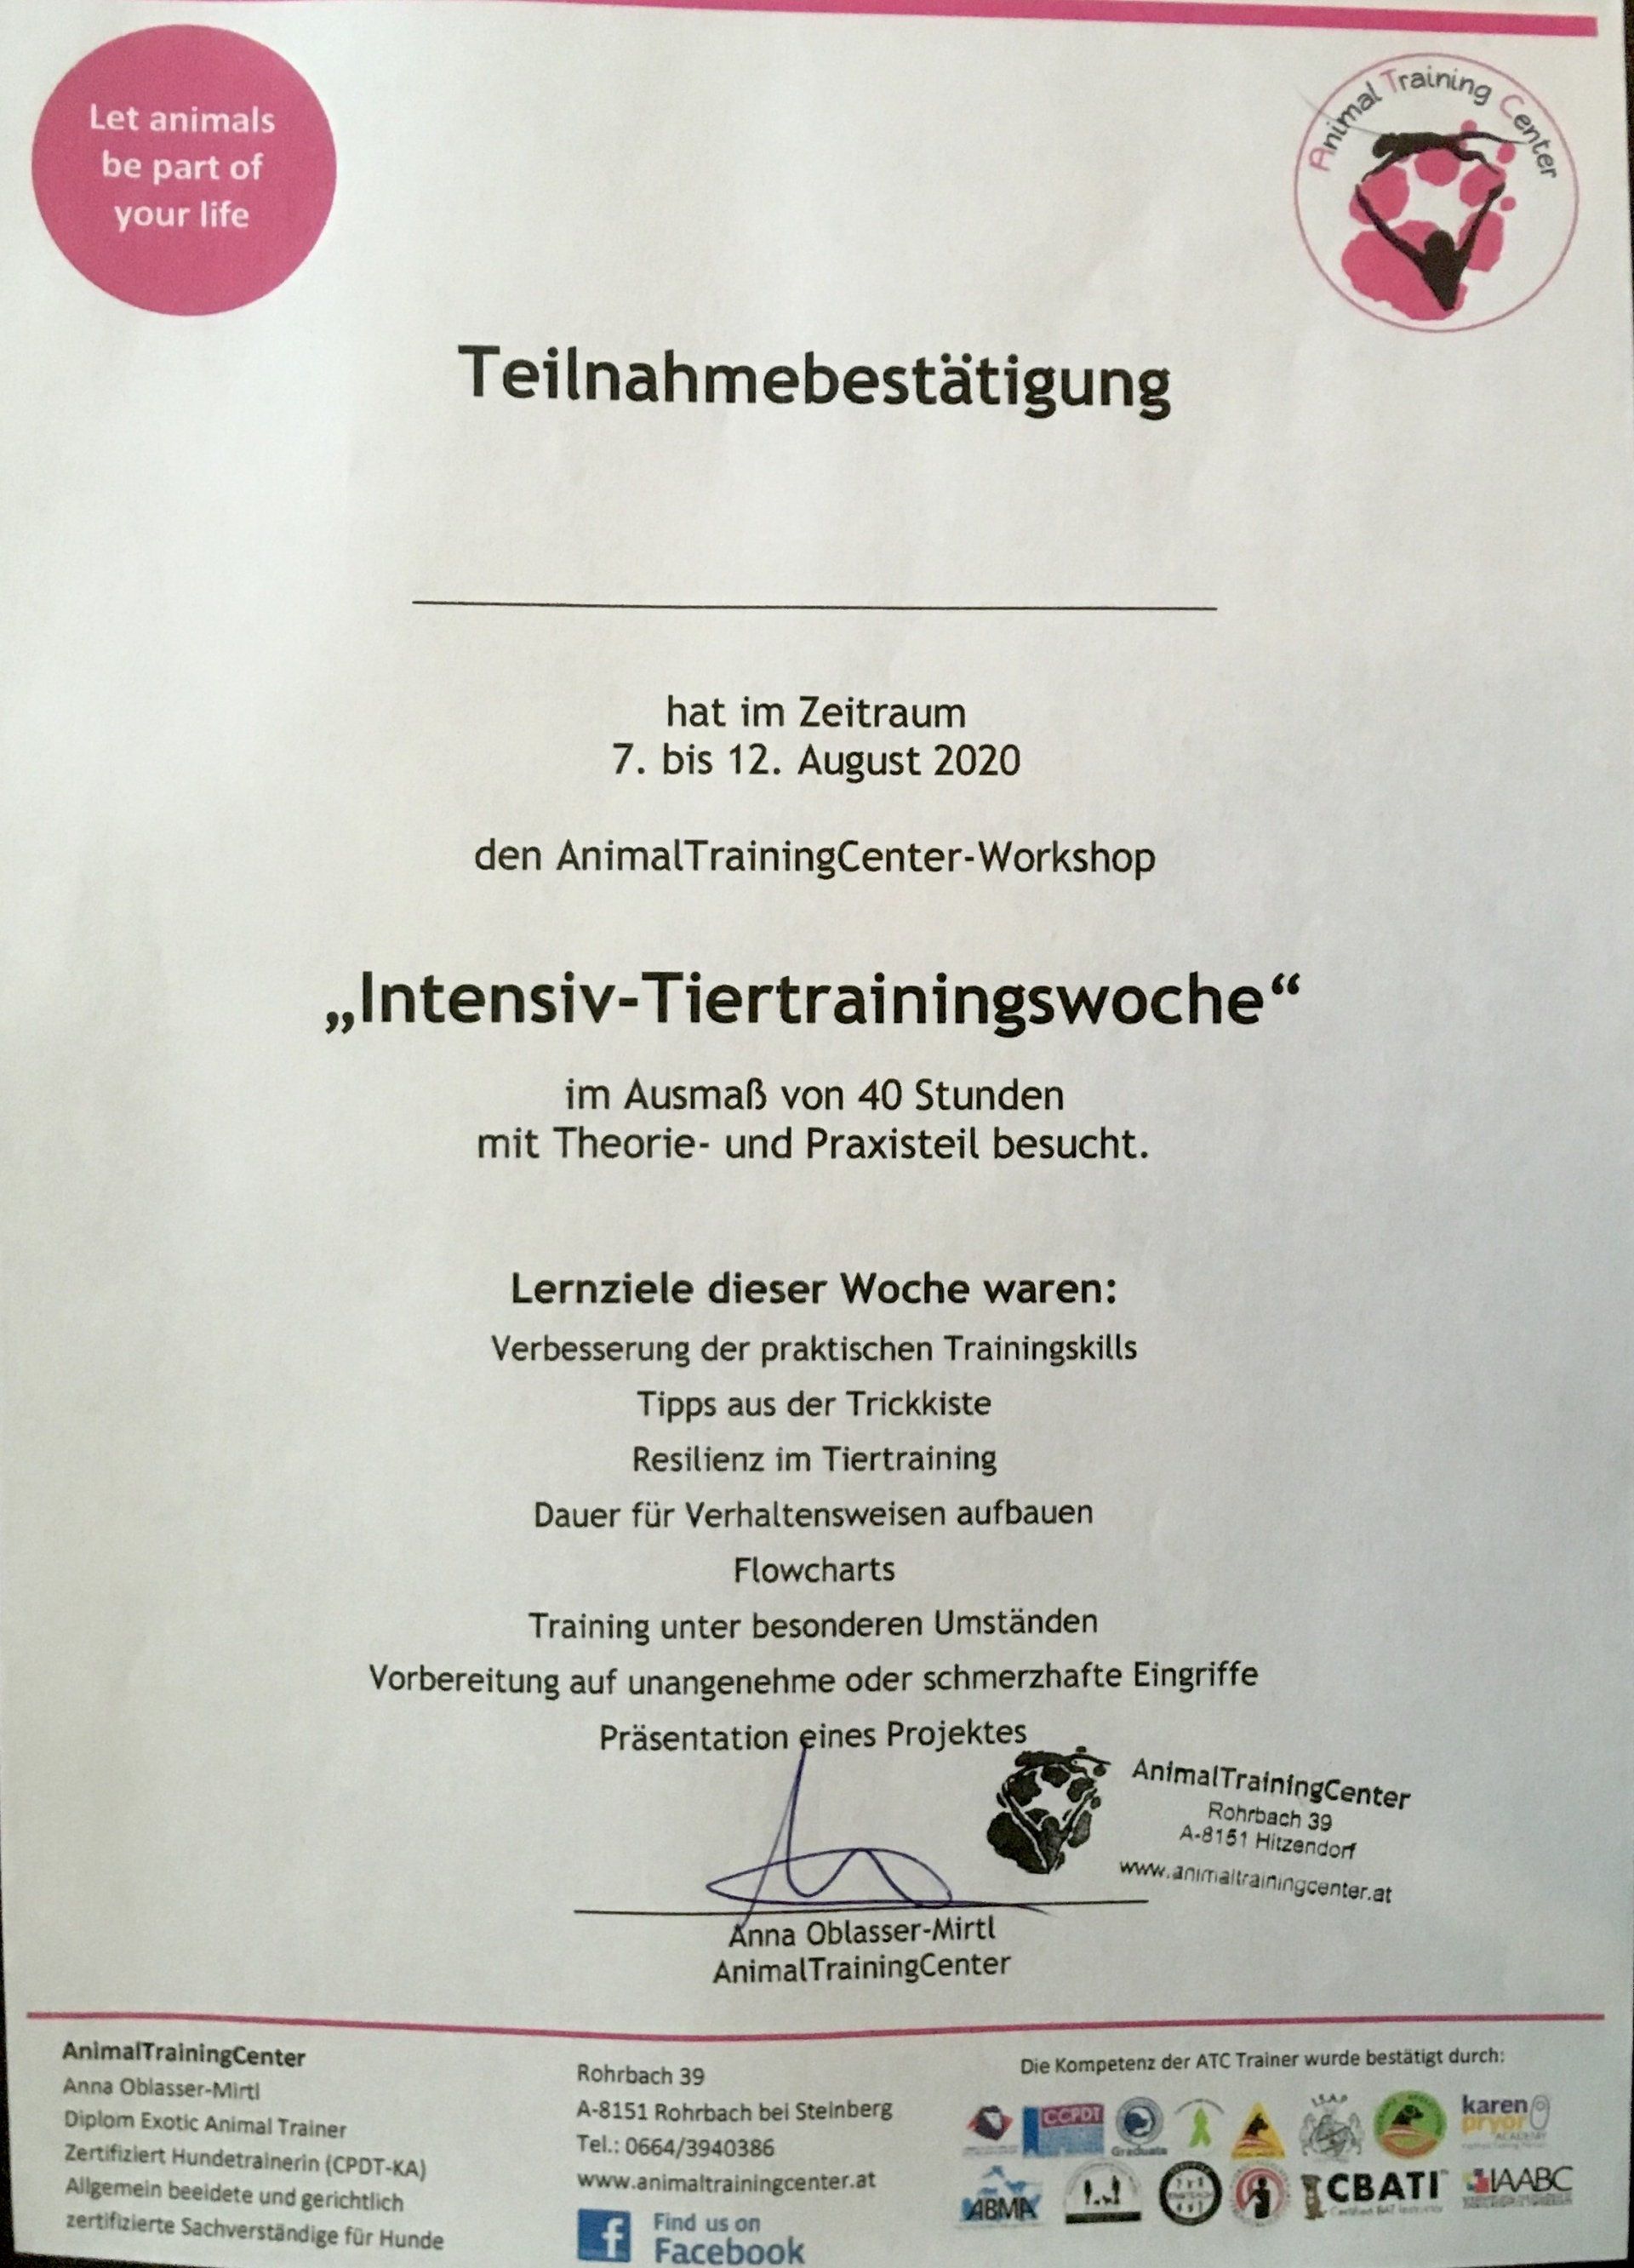 Let animals
be part of
your life
Animal Training Center
Teilnahmebestätigung
hat im Zeitraum
7. bis 12. August 2020
den AnimalTrainingCenter-Workshop
„Intensiv-Tiertrainingswoche“
im Ausmaß von 40 Stunden
mit Theorie- und Praxisteil besucht.
Lernziele dieser Woche waren:
Verbesserung der praktischen Trainingskills
Tipps aus der Trickkiste
Resilienz im Tiertraining
Dauer für Verhaltensweisen aufbauen
Flowcharts
Training unter besonderen Umständen
Vorbereitung auf unangenehme oder schmerzhafte Eingriffe
Präsentation eines Projektes
AnimalTrainingCenter
Rohrbach 39
A-8151 Hitzendorf
www.animaltrainingcenter.at
Anna Oblasser-Mirtl
AnimalTrainingCenter
AnimalTrainingCenter
Anna Oblasser-Mirtl
Diplom Exotic Animal Trainer
Zertifiziert Hundetrainerin (CPDT-KA)
Allgemein beeidete und gerichtlich
zertifizierte Sachverständige für Hunde
Rohrbach 39
A-8151 Rohrbach bei Steinberg
Tel.: 0664/3940386
www.animaltrainingcenter.at
Find us on
Facebook
Die Kompetenz der ATC Trainer wurde bestätigt durch:
CCPDT
Graduate
karen
pryor
ACADEMY
ABMA
CBATI
Certified BAT Instructor
IAABC